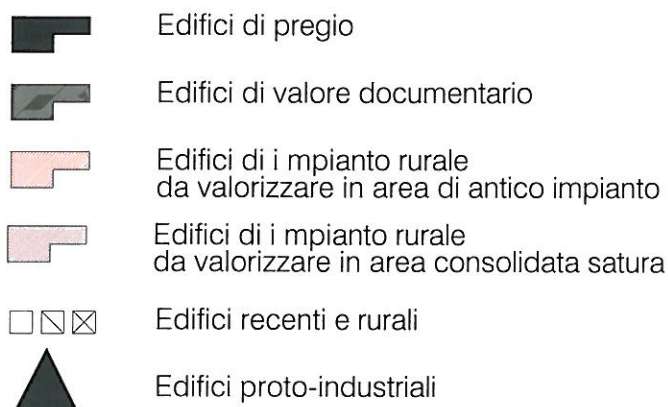 Edifici di pregio
Edifici di valore documentario
Edifici di i mpianto rurale
da valorizzare in area di antico impianto
Edifici di i mpianto rurale
da valorizzare in area consolidata satura
Edifici recenti e rurali
Edifici proto-industriali